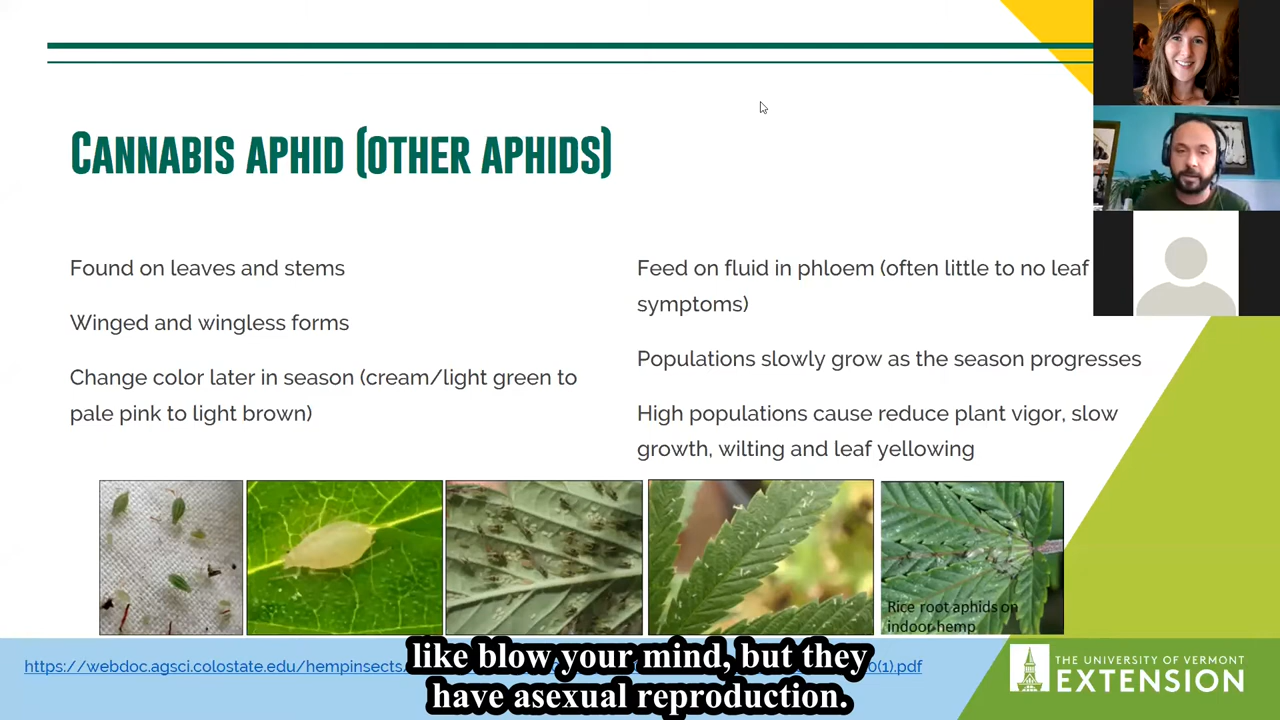 CANNABIS APHID (OTHER APHIDS)
Found on leaves and stems
Winged and wingless forms
Change color later in season (cream/light green to
pale pink to light brown)
Feed on fluid in phloem (often little to no leaf
symptoms)
Populations slowly grow as the season progresses
High populations cause reduce plant vigor, slow
growth, wilting and leaf yellowing
Rice root aphids on
indoor hemp
https://webdoc.agsci.colostate.edu/hempinsects/
0(1).pdf
like blow your mind, but they
have asexual reproduction.
THE UNIVERSITY OF VERMONT
EXTENSION